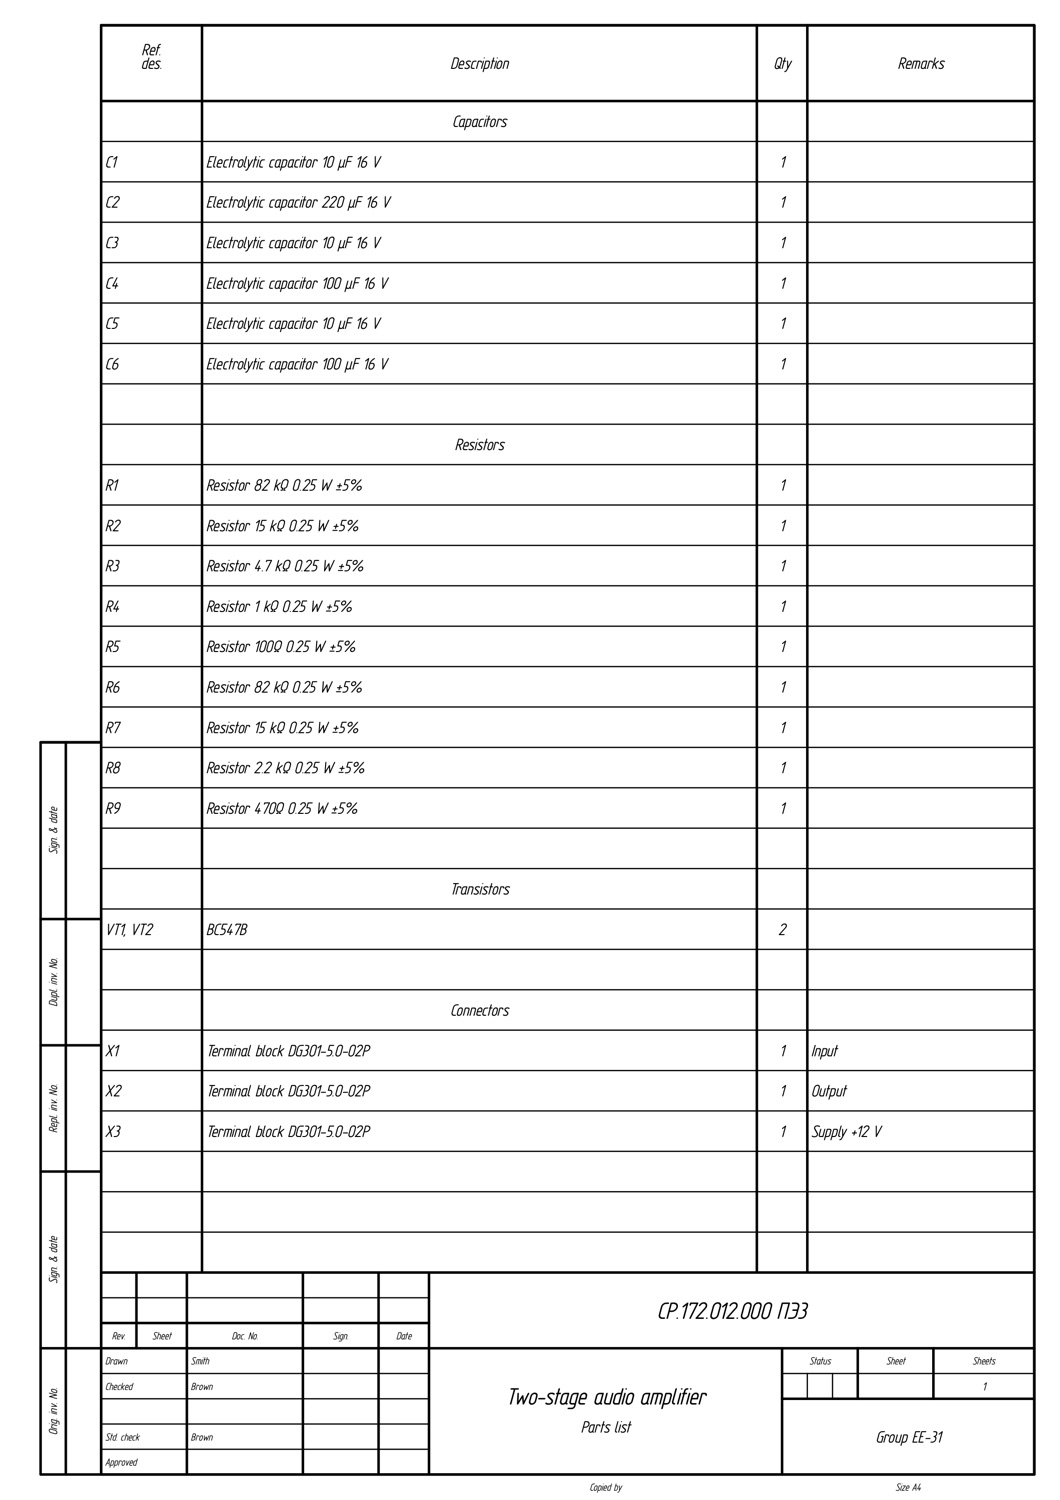 Ref. des.
Description
Qty
Remarks
Capacitors
C1 Electrolytic capacitor 10 µF 16 V 1
C2 Electrolytic capacitor 220 µF 16 V 1
C3 Electrolytic capacitor 10 µF 16 V 1
C4 Electrolytic capacitor 100 µF 16 V 1
C5 Electrolytic capacitor 10 µF 16 V 1
C6 Electrolytic capacitor 100 µF 16 V 1
Resistors
R1 Resistor 82 kΩ 0.25 W ±5% 1
R2 Resistor 15 kΩ 0.25 W ±5% 1
R3 Resistor 4.7 kΩ 0.25 W ±5% 1
R4 Resistor 1 kΩ 0.25 W ±5% 1
R5 Resistor 100Ω 0.25 W ±5% 1
R6 Resistor 82 kΩ 0.25 W ±5% 1
R7 Resistor 15 kΩ 0.25 W ±5% 1
R8 Resistor 2.2 kΩ 0.25 W ±5% 1
R9 Resistor 470Ω 0.25 W ±5% 1
Transistors
VT1, VT2 BC547B 2
Connectors
X1 Terminal block DG301-5.0-02P 1 Input
X2 Terminal block DG301-5.0-02P 1 Output
X3 Terminal block DG301-5.0-02P 1 Supply +12 V
Sign. & date
Dupl. inv. No.
Repl. inv. No.
Sign. & date
Orig. inv. No.
СР.172.012.000 ПЭ3
Rev. Sheet Doc. No. Sign. Date
Drawn Smith
Checked Brown
Std. check Brown
Approved
Two-stage audio amplifier
Parts list
Status Sheet Sheets
1
Group EE-31
Copied by
Size A4